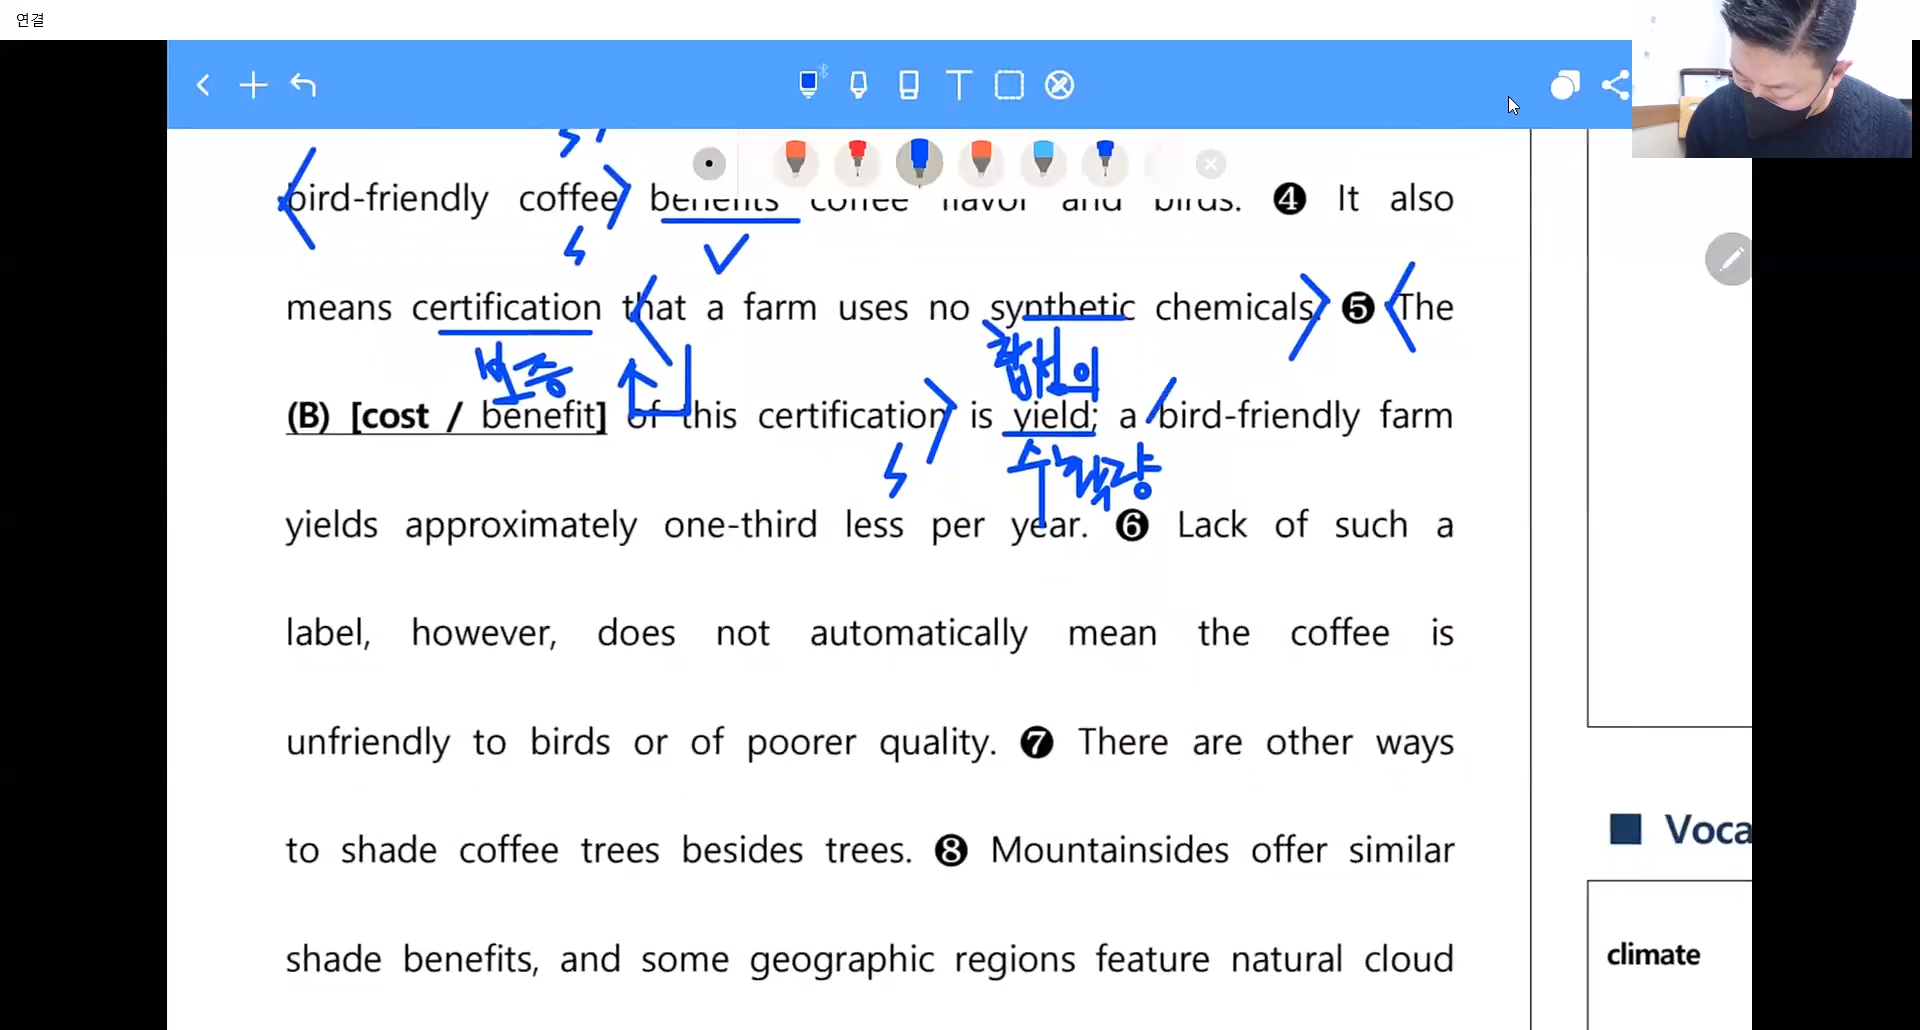 연결
bird-friendly coffee benefits coffee flavor and birds. ❹ It also
means certification that a farm uses no synthetic chemicals. ❺ The
보증 합성의
(B) [cost / benefit] of this certification is yield; a bird-friendly farm
수확량
yields approximately one-third less per year. ❻ Lack of such a
label, however, does not automatically mean the coffee is
unfriendly to birds or of poorer quality. ❼ There are other ways
to shade coffee trees besides trees. ❽ Mountainsides offer similar
shade benefits, and some geographic regions feature natural cloud
■ Voca
climate